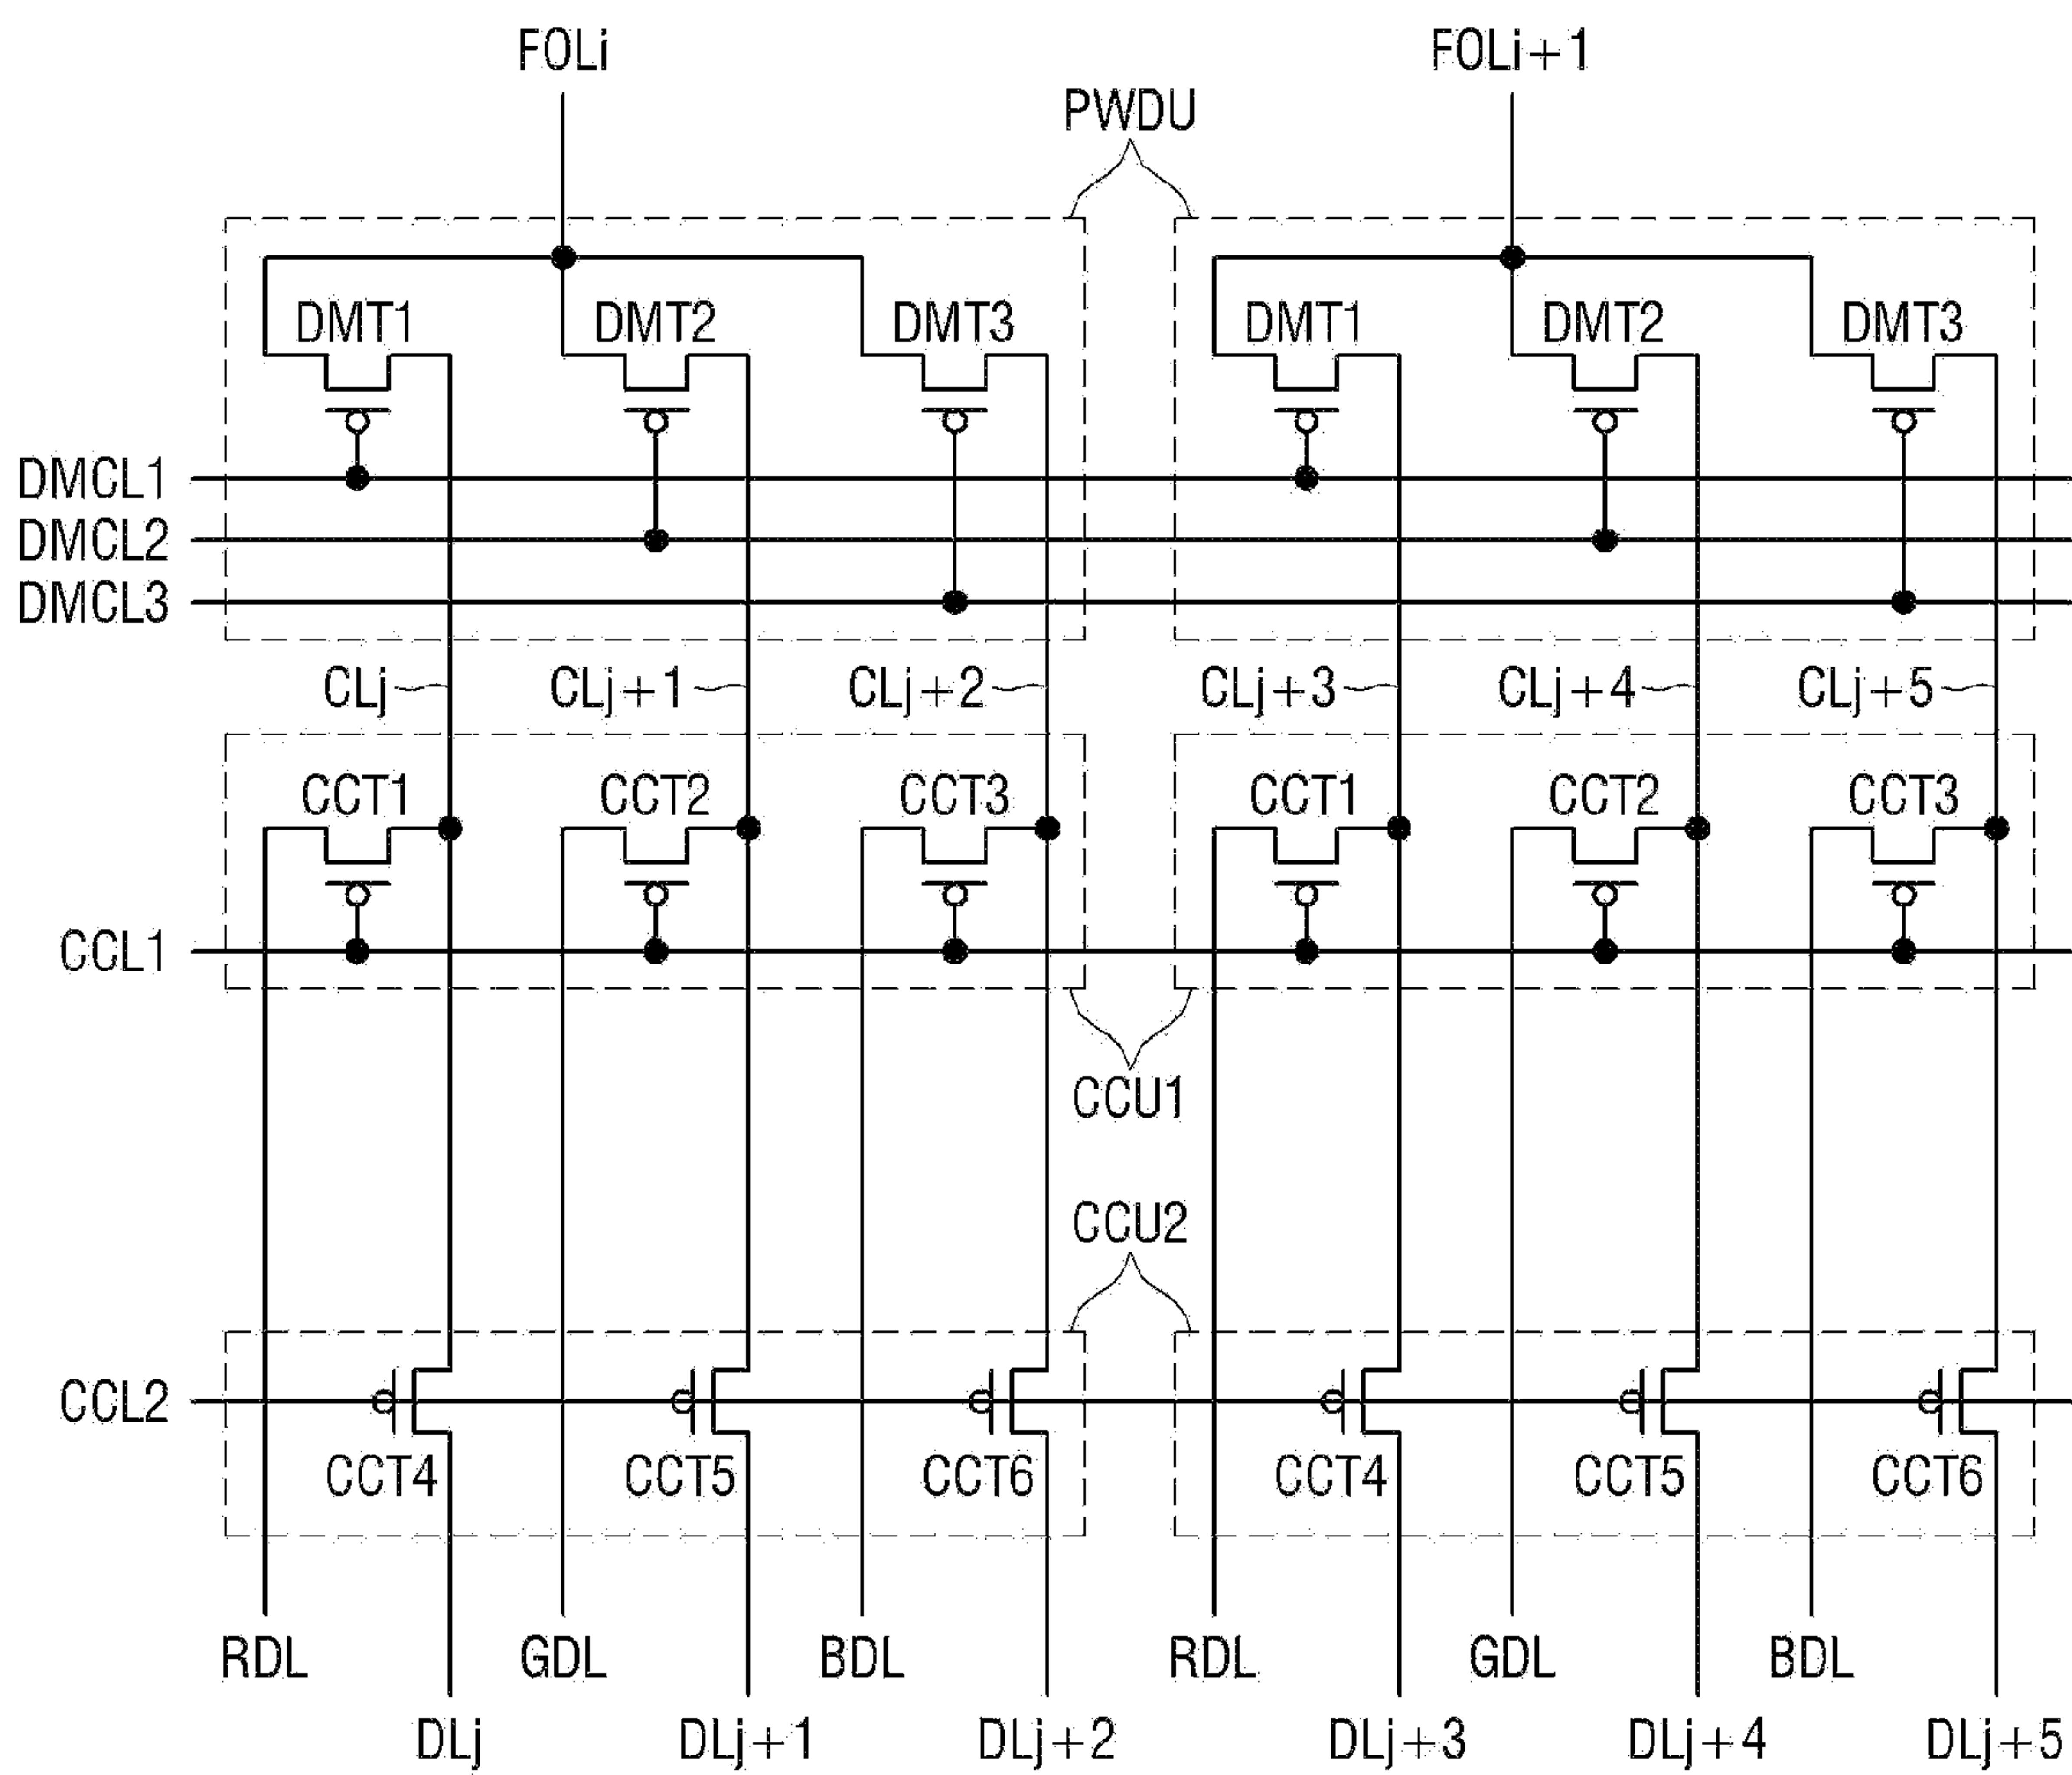 FOLi FOLi+1
PWDU
DMT1 DMT2 DMT3 DMT1 DMT2 DMT3
DMCL1
DMCL2
DMCL3
CLj CLj+1 CLj+2 CLj+3 CLj+4 CLj+5
CCT1 CCT2 CCT3 CCT1 CCT2 CCT3
CCL1
CCU1
CCU2
CCL2
CCT4 CCT5 CCT6 CCT4 CCT5 CCT6
RDL GDL BDL RDL GDL BDL
DLj DLj+1 DLj+2 DLj+3 DLj+4 DLj+5